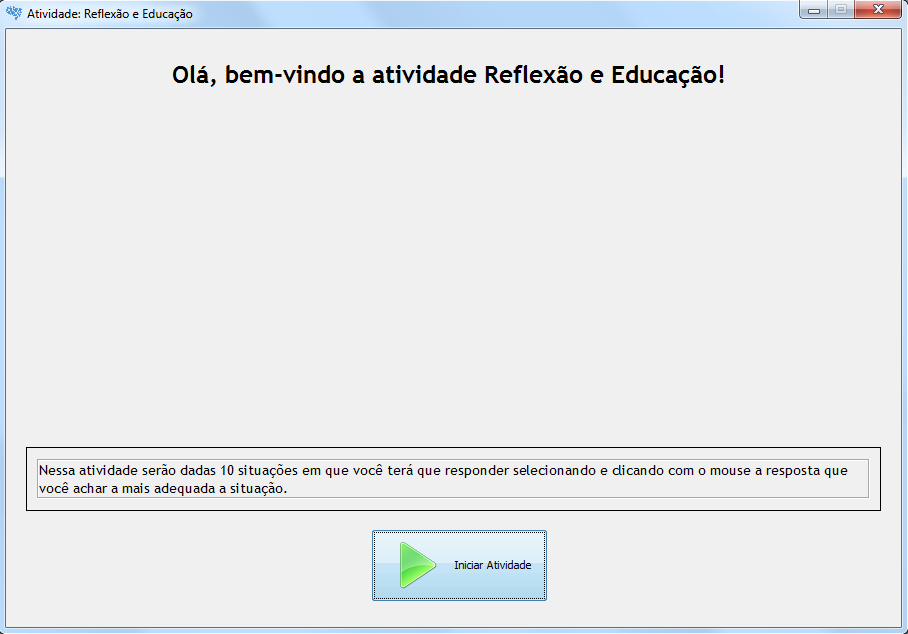 Atividade: Reflexão e Educação
Olá, bem-vindo a atividade Reflexão e Educação!
Nessa atividade serão dadas 10 situações em que você terá que responder selecionando e clicando com o mouse a resposta que
você achar a mais adequada a situação.
Iniciar Atividade